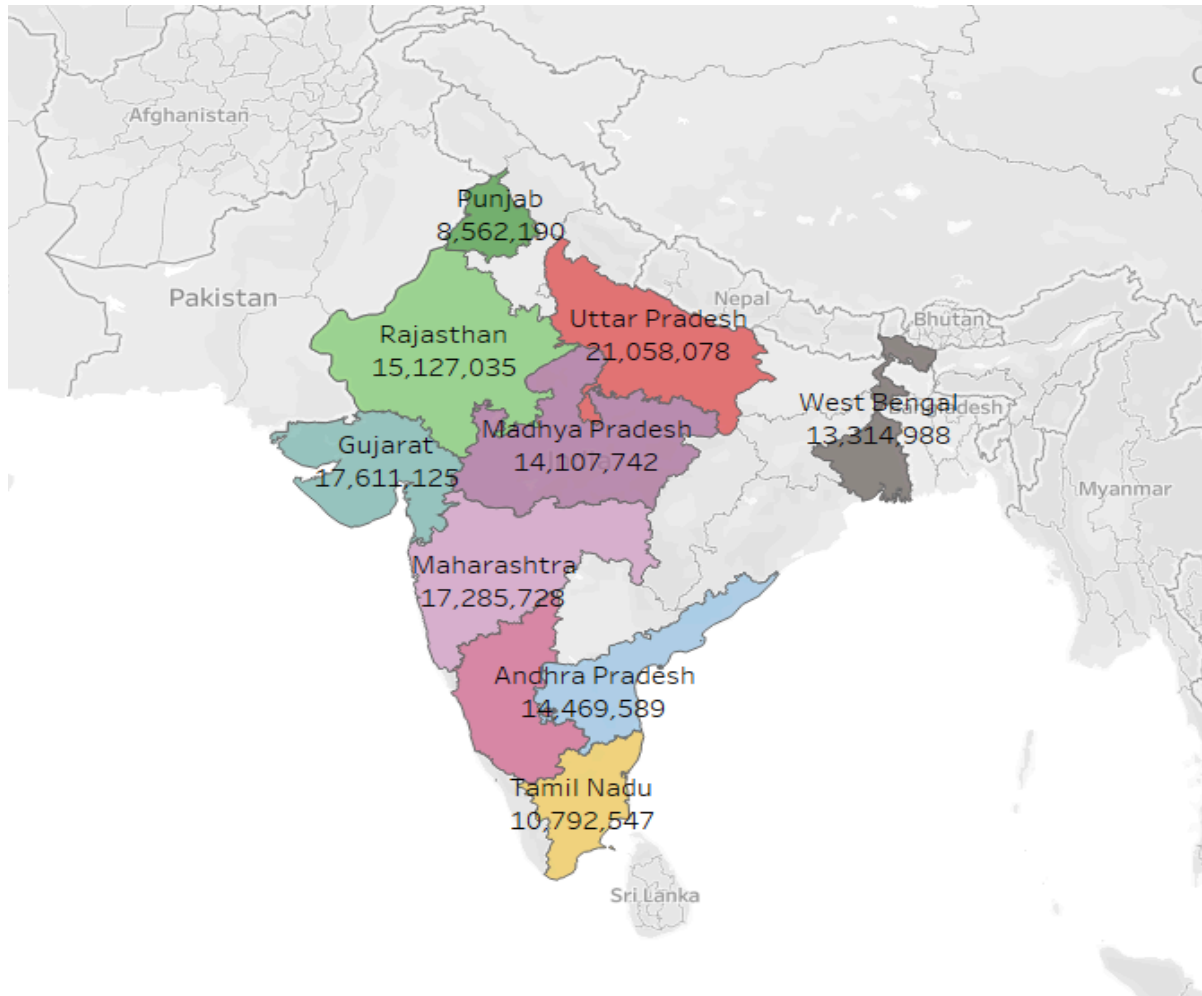 Afghanistan
Punjab
8,562,190
Pakistan
Nepal
Uttar Pradesh
21,058,078
Bhutan
Rajasthan
15,127,035
West Bengal
Bangladesh
13,314,988
Gujarat
17,611,125
Madhya Pradesh
14,107,742
Myanmar
Maharashtra
17,285,728
Andhra Pradesh
14,469,589
Tamil Nadu
10,792,547
Sri Lanka